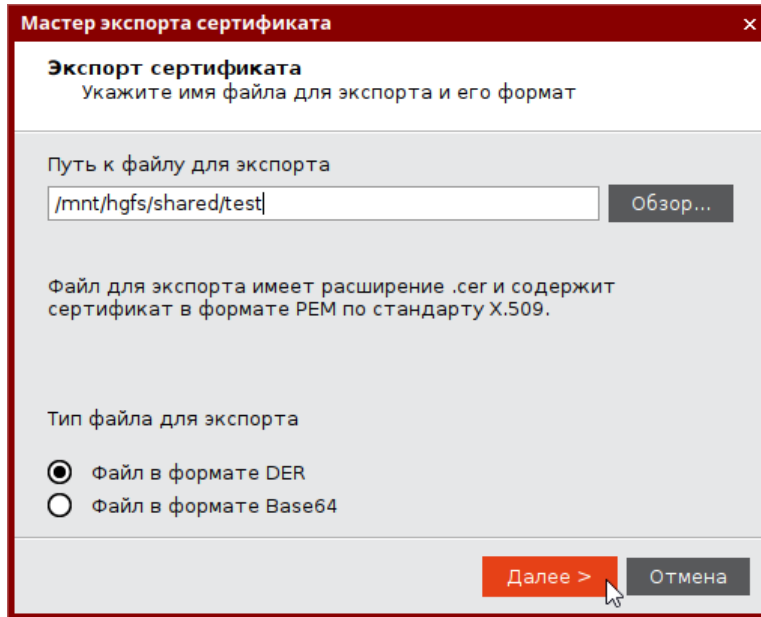 Мастер экспорта сертификата ×
Экспорт сертификата
Укажите имя файла для экспорта и его формат
Путь к файлу для экспорта
/mnt/hgfs/shared/test
Обзор...
Файл для экспорта имеет расширение .cer и содержит
сертификат в формате PEM по стандарту X.509.
Тип файла для экспорта
Файл в формате DER
Файл в формате Base64
Далее >
Отмена